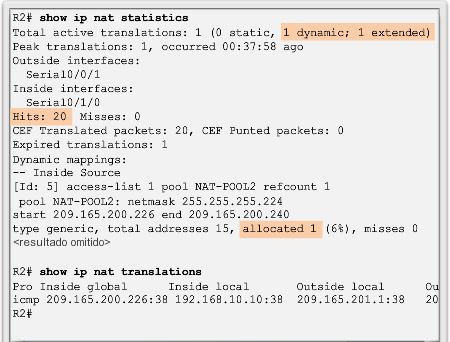 R2# show ip nat statistics
Total active translations: 1 (0 static, 1 dynamic; 1 extended)
Peak translations: 1, occurred 00:37:58 ago
Outside interfaces:
  Serial0/0/1
Inside interfaces:
  Serial0/1/0
Hits: 20  Misses: 0
CEF Translated packets: 20, CEF Punted packets: 0
Expired translations: 1
Dynamic mappings:
-- Inside Source
[Id: 5] access-list 1 pool NAT-POOL2 refcount 1
 pool NAT-POOL2: netmask 255.255.255.224
start 209.165.200.226 end 209.165.200.240
type generic, total addresses 15, allocated 1 (6%), misses 0
<resultado omitido>
R2# show ip nat translations
Pro Inside global      Inside local       Outside local      Ou
icmp 209.165.200.226:38 192.168.10.10:38  209.165.201.1:38   20
R2#